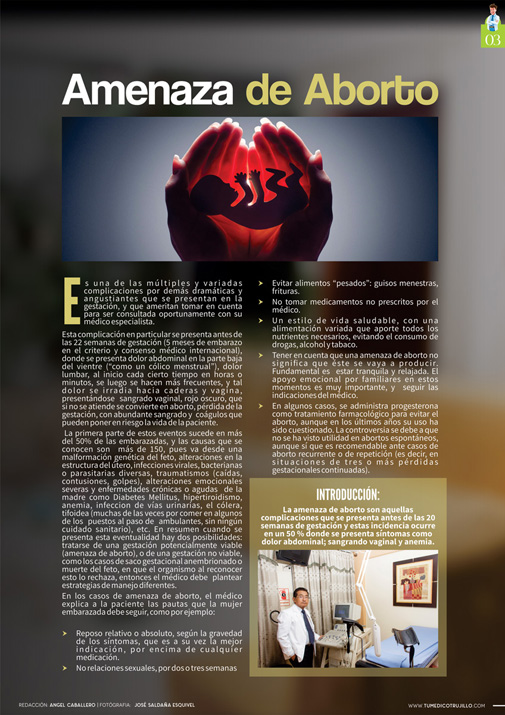 03
Amenaza de Aborto
Es una de las múltiples y variadas
complicaciones por demás dramáticas y
angustiantes que se presentan en la
gestación, y que ameritan tomar en cuenta
para ser consultada oportunamente con su
médico especialista.
Esta complicación en particular se presenta antes de
las 22 semanas de gestación (5 meses de embarazo
en el criterio y consenso médico internacional),
donde se presenta dolor abdominal en la parte baja
del vientre ("como un cólico menstrual"), dolor
lumbar, al inicio cada cierto tiempo en horas o
minutos, se luego se hacen más frecuentes, y tal
dolor se irradia hacia caderas y vagina,
presentándose sangrado vaginal, rojo oscuro, que
si no se atiende se convierte en aborto, pérdida de la
gestación, con abundante sangrado y coágulos que
pueden poner en riesgo la vida de la paciente.
La primera parte de estos eventos sucede en más
del 50% de las embarazadas, y las causas que se
conocen son más de 150, pues va desde una
malformación genética del feto, alteraciones en la
estructura del útero, infecciones virales, bacterianas
o parasitarias diversas, traumatismos (caídas,
contusiones, golpes), alteraciones emocionales
severas y enfermedades crónicas o agudas de la
madre como Diabetes Mellitus, hipertiroidismo,
anemia, infección de vías urinarias, el cólera,
tifoidea (muchas de las veces por comer en algunos
de los puestos al paso de ambulantes, sin ningún
cuidado sanitario), etc. En resumen cuando se
presenta esta eventualidad hay dos posibilidades:
tratarse de una gestación potencialmente viable
(amenaza de aborto), o de una gestación no viable,
como los casos de saco gestacional anembrionado o
muerte del feto, en que el organismo al reconocer
esto lo rechaza, entonces el médico debe plantear
estrategias de manejo diferentes.
En los casos de amenaza de aborto, el médico
explica a la paciente las pautas que la mujer
embarazada debe seguir, como por ejemplo:
Reposo relativo o absoluto, según la gravedad
de los síntomas, que es a su vez la mejor
indicación, por encima de cualquier
medicación.
No relaciones sexuales, por dos o tres semanas
Evitar alimentos "pesados": guisos menestras,
frituras.
No tomar medicamentos no prescritos por el
médico.
Un estilo de vida saludable, con una
alimentación variada que aporte todos los
nutrientes necesarios, evitando el consumo de
drogas, alcohol y tabaco.
Tener en cuenta que una amenaza de aborto no
significa que éste se vaya a producir.
Fundamental es estar tranquila y relajada. El
apoyo emocional por familiares en estos
momentos es muy importante, y seguir las
indicaciones del médico.
En algunos casos, se administra progesterona
como tratamiento farmacológico para evitar el
aborto, aunque en los últimos años su uso ha
sido cuestionado. La controversia se debe a que
no se ha visto utilidad en abortos espontáneos,
aunque sí que es recomendable ante casos de
aborto recurrente o de repetición (es decir, en
situaciones de tres o más pérdidas
gestacionales continuadas).
INTRODUCCIÓN:
La amenaza de aborto son aquellas
complicaciones que se presenta antes de las 20
semanas de gestación y estas incidencia ocurre
en un 50 % donde se presenta síntomas como
dolor abdominal; sangrando vaginal y anemia.
REDACCIÓN: ANGEL CABALLERO | FOTÓGRAFIA: JOSÉ SALDAÑA ESQUIVEL
WWW.TUMEDICOTRUJILLO.COM